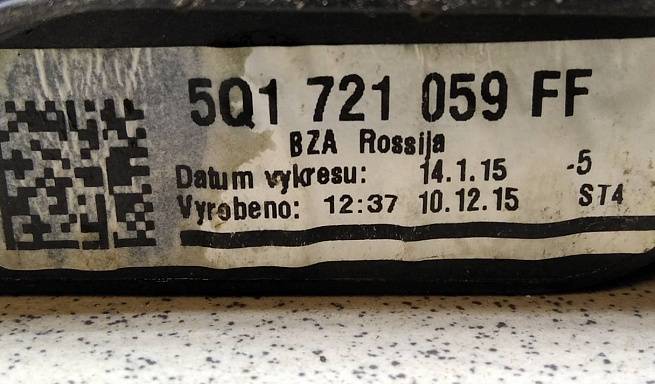 5Q1 721 059 FF
BZA Rossija
Datum vykresu: 14.1.15 -5
Vyrobeno: 12:37 10.12.15 ST4